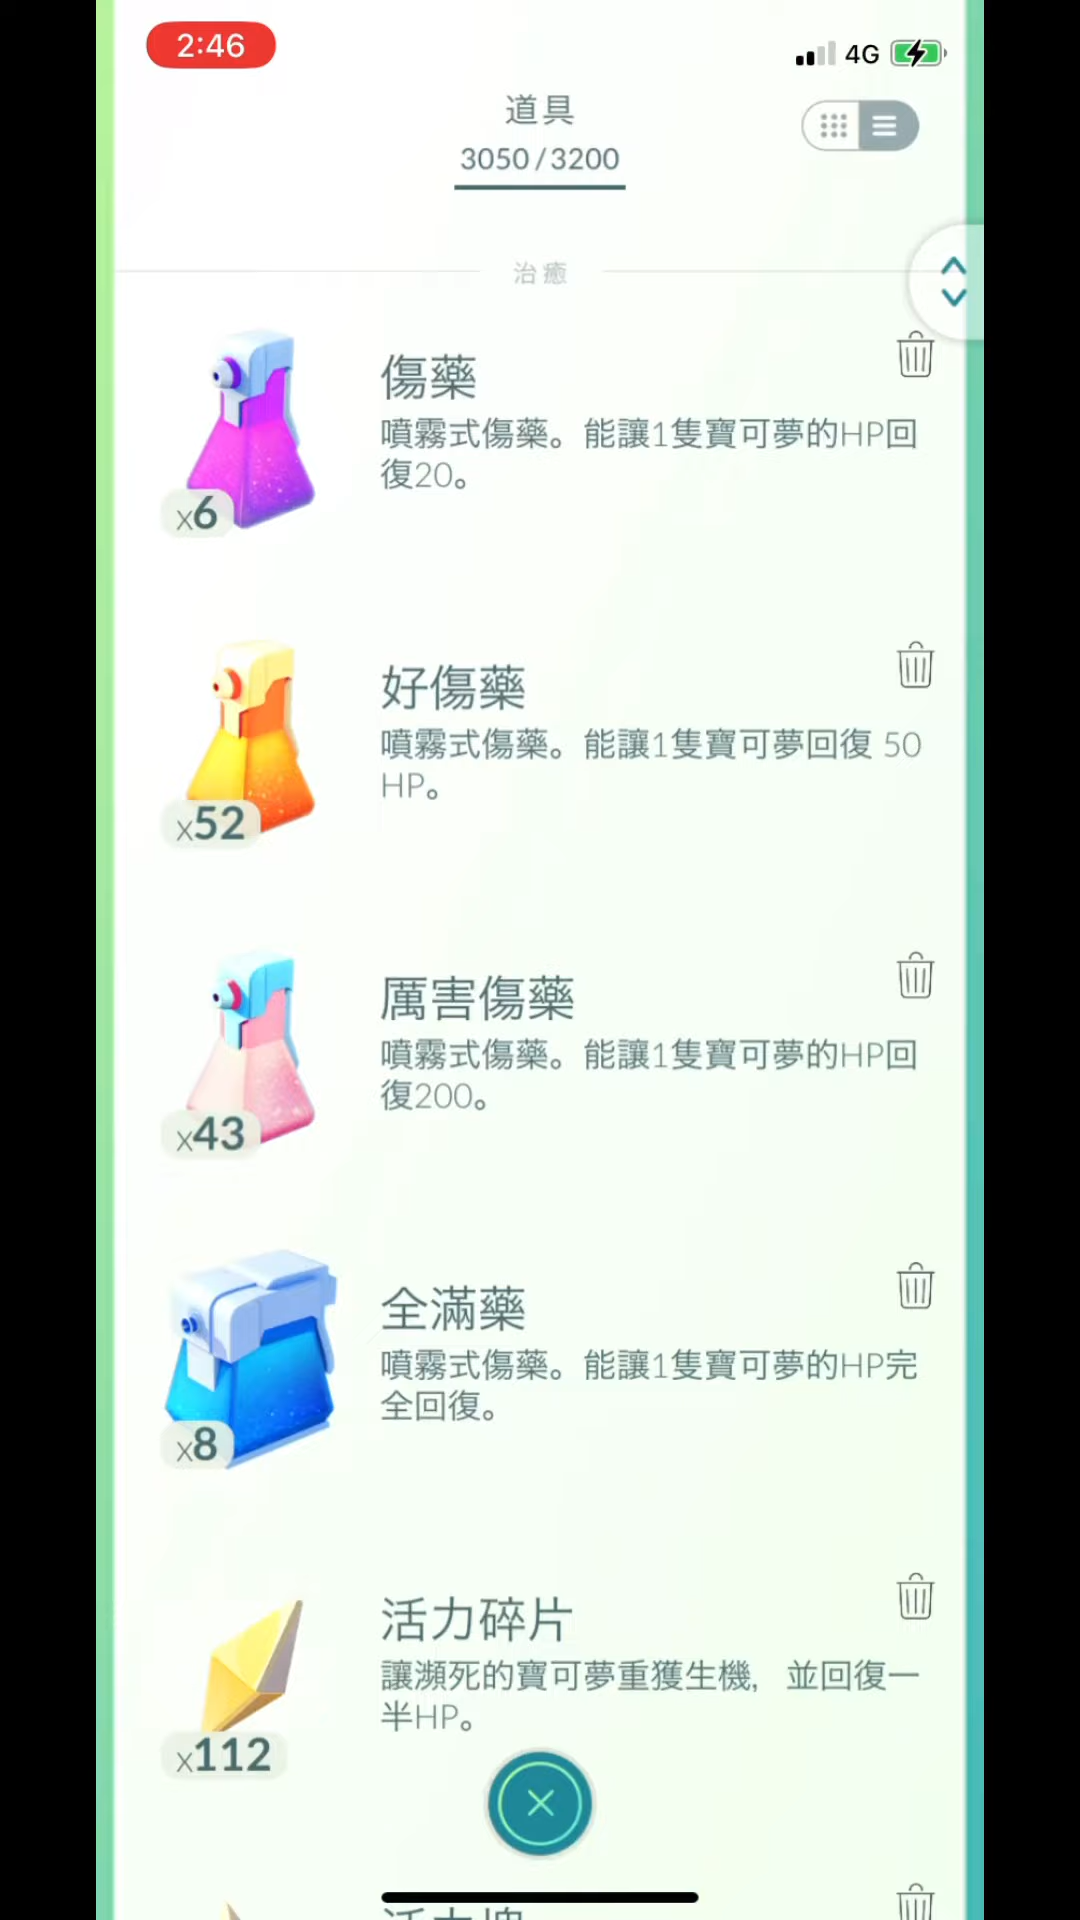 2:46
4G
道具
3050/3200
治癒
傷藥
噴霧式傷藥。能讓1隻寶可夢的HP回
復20。
x6
好傷藥
噴霧式傷藥。能讓1隻寶可夢回復 50
HP。
x52
厲害傷藥
噴霧式傷藥。能讓1隻寶可夢的HP回
復200。
x43
全滿藥
噴霧式傷藥。能讓1隻寶可夢的HP完
全回復。
x8
活力碎片
讓瀕死的寶可夢重獲生機，並回復一
半HP。
x112